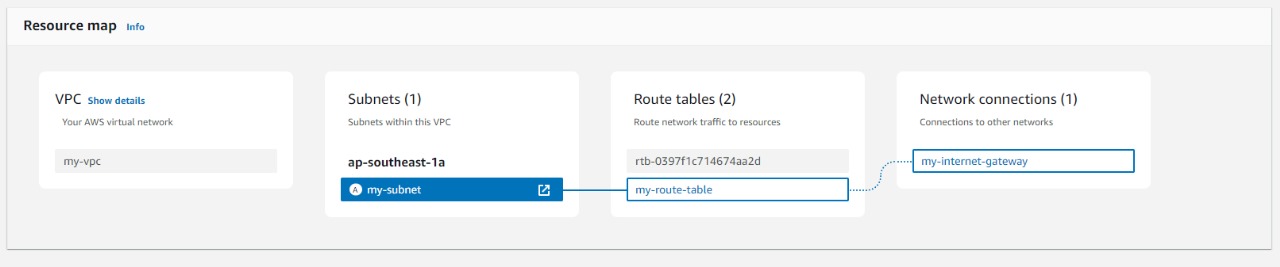 Resource map Info
VPC Show details
Your AWS virtual network
my-vpc
Subnets (1)
Subnets within this VPC
ap-southeast-1a
A my-subnet
Route tables (2)
Route network traffic to resources
rtb-0397f1c714674aa2d
my-route-table
Network connections (1)
Connections to other networks
my-internet-gateway